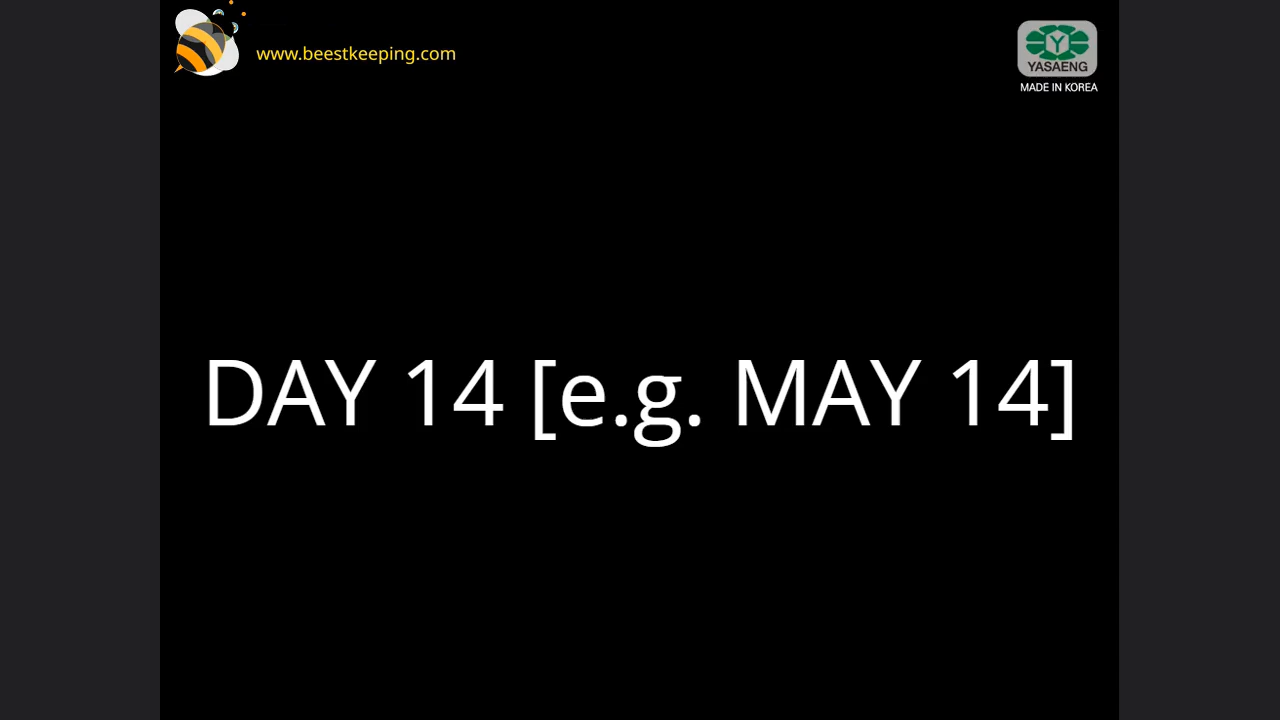 www.beestkeeping.com
Y
YASAENG
MADE IN KOREA
DAY 14 [e.g. MAY 14]